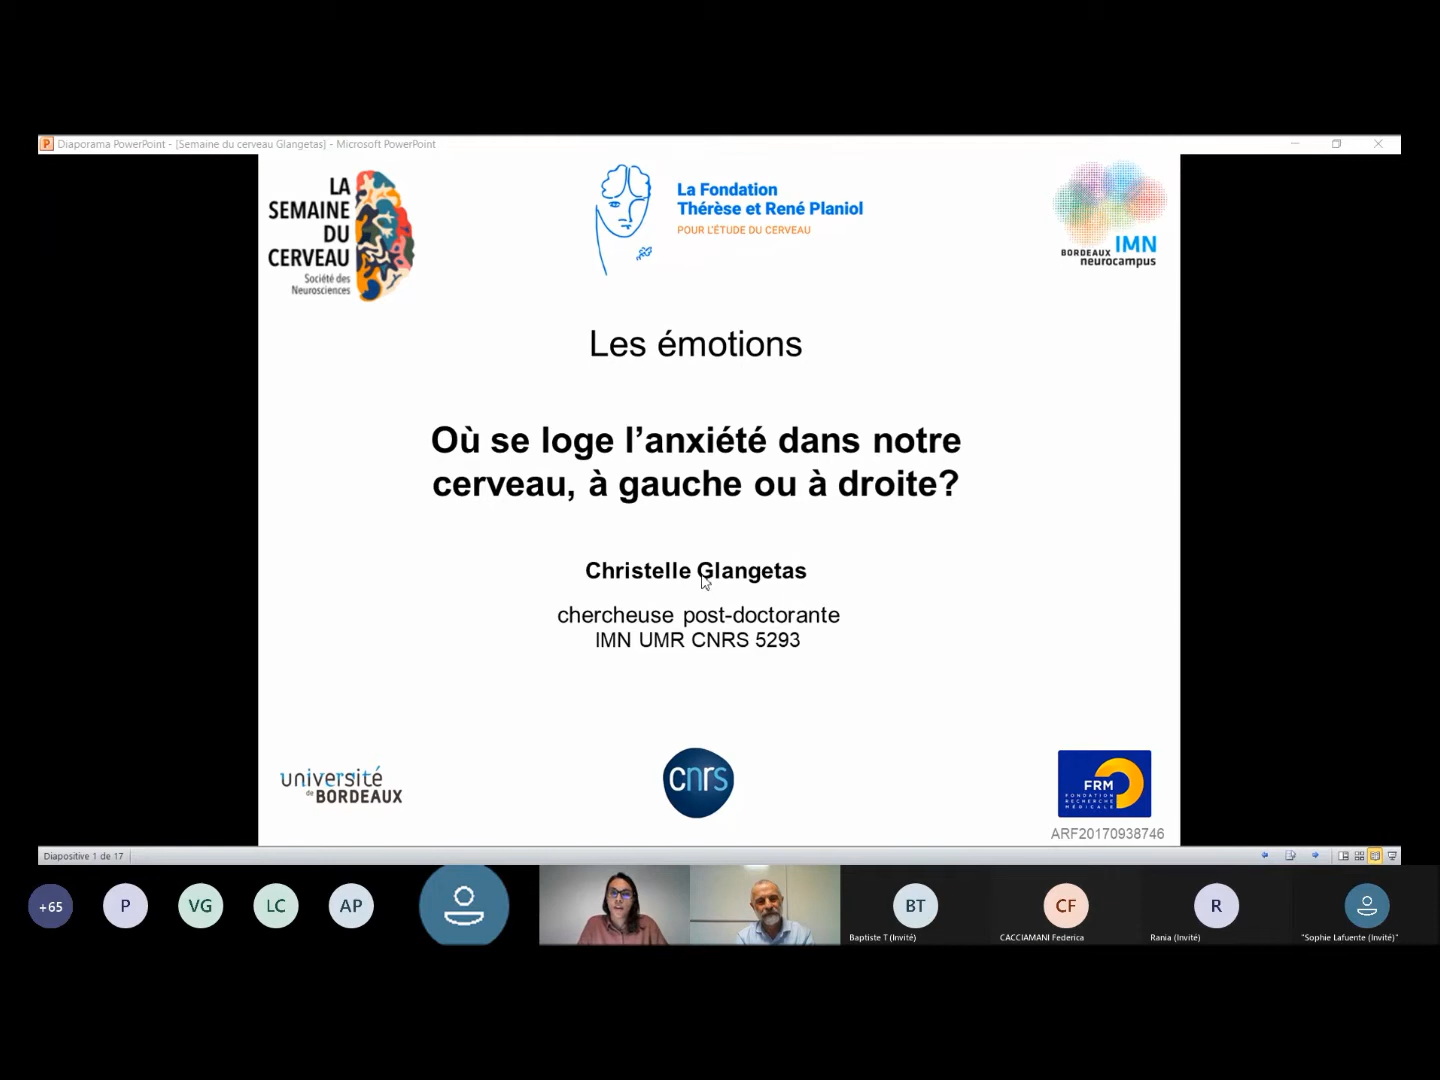 Diaporama PowerPoint - [Semaine du cerveau Glangetas] - Microsoft PowerPoint
LA
SEMAINE
DU
CERVEAU
Société des
Neurosciences
La Fondation
Thérèse et René Planiol
POUR L'ÉTUDE DU CERVEAU
IMN
BORDEAUX
neurocampus
Les émotions
Où se loge l'anxiété dans notre
cerveau, à gauche ou à droite?
Christelle Glangetas
chercheuse post-doctorante
IMN UMR CNRS 5293
université
de BORDEAUX
cnrs
FRM
FONDATION
RECHERCHE
MÉDICALE
ARF20170938746
Diapositive 1 de 17
+65
P
VG
LC
AP
BT
Baptiste T (Invité)
CF
CACCIAMANI Federica
R
Rania (Invité)
"Sophie Lafuente (Invité)"